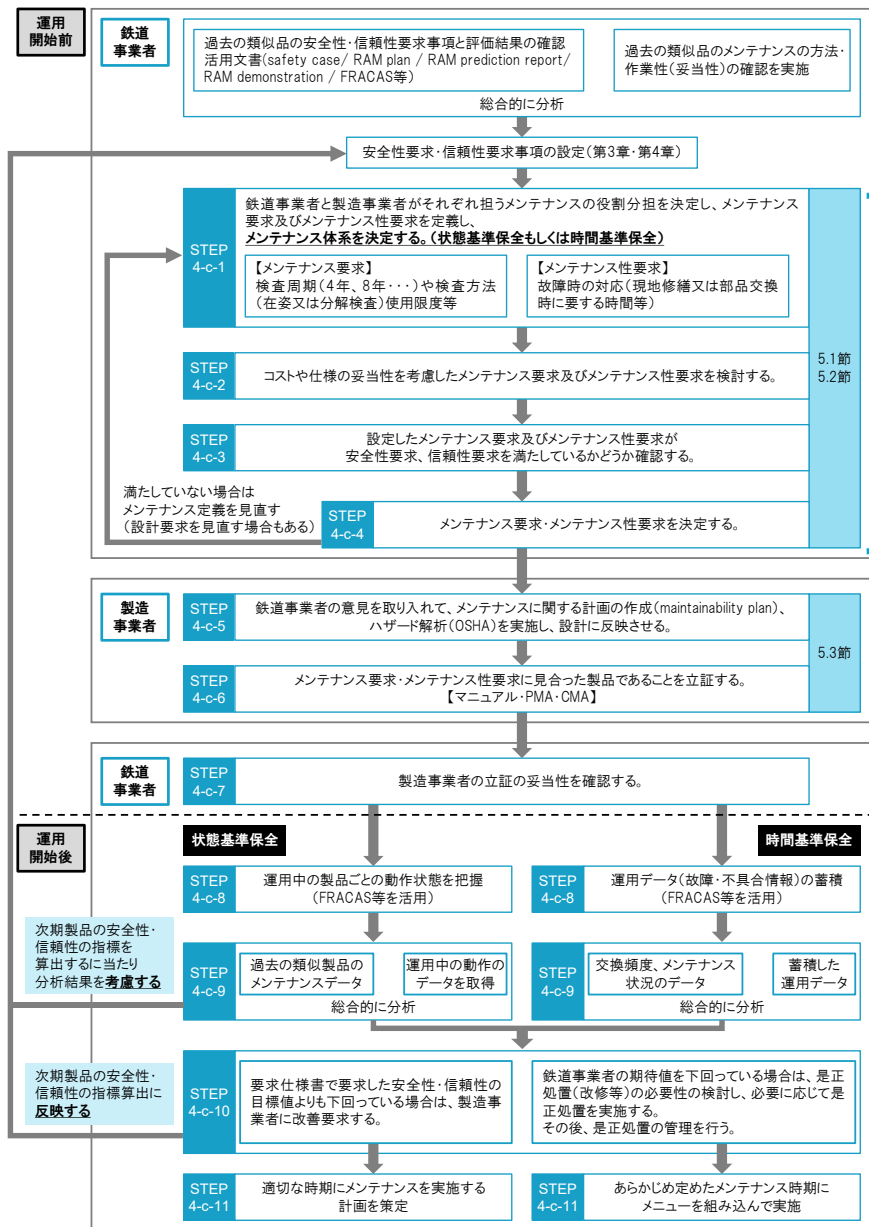 運用
開始前
鉄道
事業者
過去の類似品の安全性・信頼性要求事項と評価結果の確認
活用文書(safety case/ RAM plan / RAM prediction report/
RAM demonstration / FRACAS等)
過去の類似品のメンテナンスの方法・
作業性(妥当性)の確認を実施
総合的に分析
安全性要求・信頼性要求事項の設定(第3章・第4章)
STEP
4-c-1
鉄道事業者と製造事業者がそれぞれ担うメンテナンスの役割分担を決定し、メンテナンス
要求及びメンテナンス性要求を定義し、
メンテナンス体系を決定する。(状態基準保全もしくは時間基準保全)
【メンテナンス要求】
検査周期(4年、8年・・・)や検査方法
(在姿又は分解検査)使用限度等
【メンテナンス性要求】
故障時の対応(現地修繕又は部品交換
時に要する時間等)
5.1節
5.2節
STEP
4-c-2
コストや仕様の妥当性を考慮したメンテナンス要求及びメンテナンス性要求を検討する。
STEP
4-c-3
設定したメンテナンス要求及びメンテナンス性要求が
安全性要求、信頼性要求を満たしているかどうか確認する。
満たしていない場合は
メンテナンス定義を見直す
(設計要求を見直す場合もある)
STEP
4-c-4
メンテナンス要求・メンテナンス性要求を決定する。
製造
事業者
STEP
4-c-5
鉄道事業者の意見を取り入れて、メンテナンスに関する計画の作成(maintainability plan)、
ハザード解析(OSHA)を実施し、設計に反映させる。
5.3節
STEP
4-c-6
メンテナンス要求・メンテナンス性要求に見合った製品であることを立証する。
【マニュアル・PMA・CMA】
鉄道
事業者
STEP
4-c-7
製造事業者の立証の妥当性を確認する。
運用
開始後
状態基準保全
時間基準保全
STEP
4-c-8
運用中の製品ごとの動作状態を把握
(FRACAS等を活用)
STEP
4-c-8
運用データ(故障・不具合情報)の蓄積
(FRACAS等を活用)
次期製品の安全性・
信頼性の指標を
算出するに当たり
分析結果を考慮する
STEP
4-c-9
過去の類似製品の
メンテナンスデータ
運用中の動作の
データを取得
総合的に分析
STEP
4-c-9
交換頻度、メンテナンス
状況のデータ
蓄積した
運用データ
総合的に分析
次期製品の安全性・
信頼性の指標算出に
反映する
STEP
4-c-10
要求仕様書で要求した安全性・信頼性の
目標値よりも下回っている場合は、製造事
業者に改善要求する。
鉄道事業者の期待値を下回っている場合は、是正
処置(改修等)の必要性の検討し、必要に応じて是
正処置を実施する。
その後、是正処置の管理を行う。
STEP
4-c-11
適切な時期にメンテナンスを実施する
計画を策定
STEP
4-c-11
あらかじめ定めたメンテナンス時期に
メニューを組み込んで実施